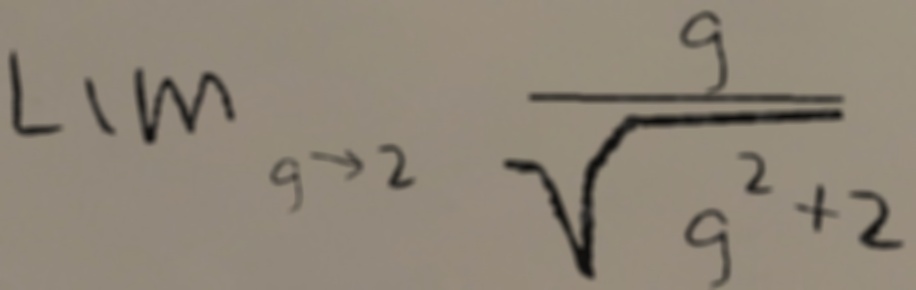 Lim g→2 g / √(g² + 2)